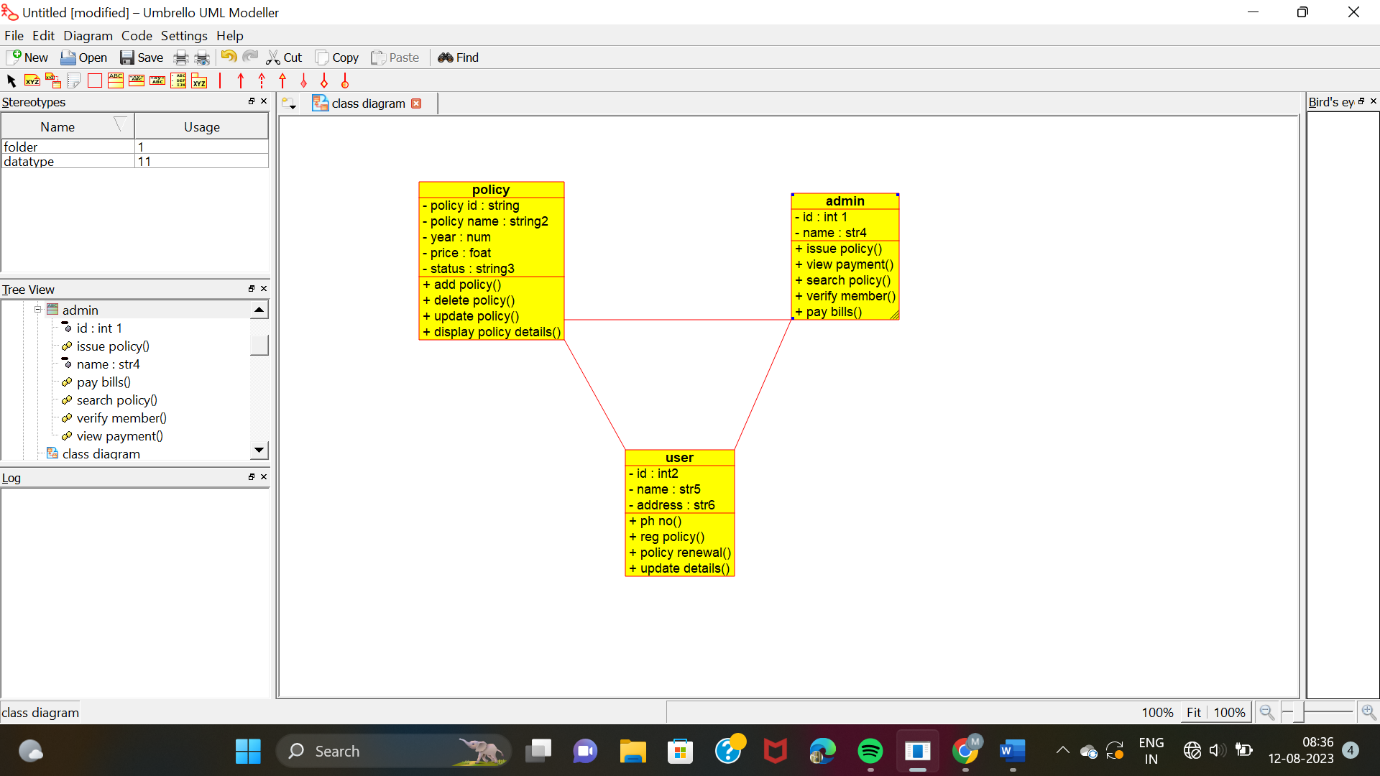 Untitled [modified] – Umbrello UML Modeller
File Edit Diagram Code Settings Help
New Open Save Cut Copy Paste Find
Stereotypes
Name Usage
folder 1
datatype 11
Tree View
admin
id : int 1
issue policy()
name : str4
pay bills()
search policy()
verify member()
view payment()
class diagram
Log
class diagram
Bird's ey
policy
- policy id : string
- policy name : string2
- year : num
- price : foat
- status : string3
+ add policy()
+ delete policy()
+ update policy()
+ display policy details()
admin
- id : int 1
- name : str4
+ issue policy()
+ view payment()
+ search policy()
+ verify member()
+ pay bills()
user
- id : int2
- name : str5
- address : str6
+ ph no()
+ reg policy()
+ policy renewal()
+ update details()
class diagram
100% Fit 100%
Search
ENG
IN
08:36
12-08-2023
4